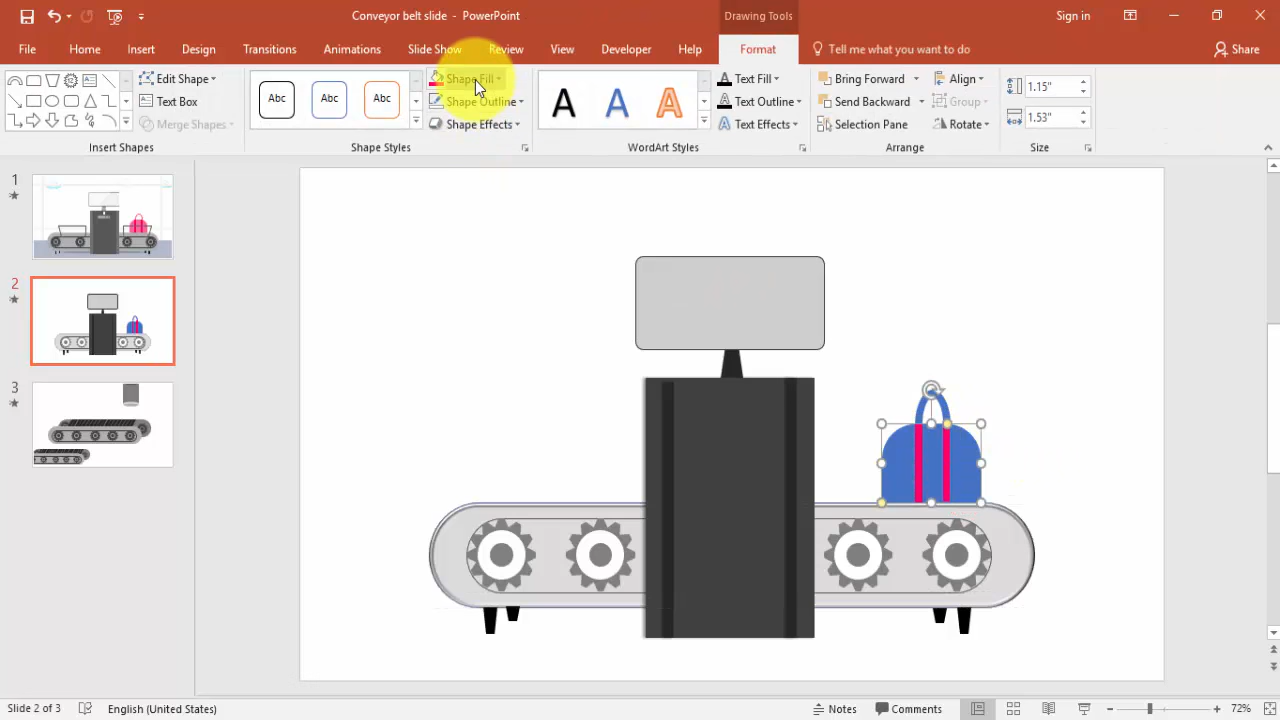 Conveyor belt slide - PowerPoint
Drawing Tools
Sign in
File
Home
Insert
Design
Transitions
Animations
Slide Show
Review
View
Developer
Help
Format
Tell me what you want to do
Share
Edit Shape
Text Box
Merge Shapes
Insert Shapes
Abc
Abc
Abc
Shape Fill
Shape Outline
Shape Effects
Shape Styles
A
A
A
Text Fill
Text Outline
Text Effects
WordArt Styles
Bring Forward
Send Backward
Selection Pane
Align
Group
Rotate
Arrange
1.15"
1.53"
Size
1
2
3
Slide 2 of 3
English (United States)
Notes
Comments
72%